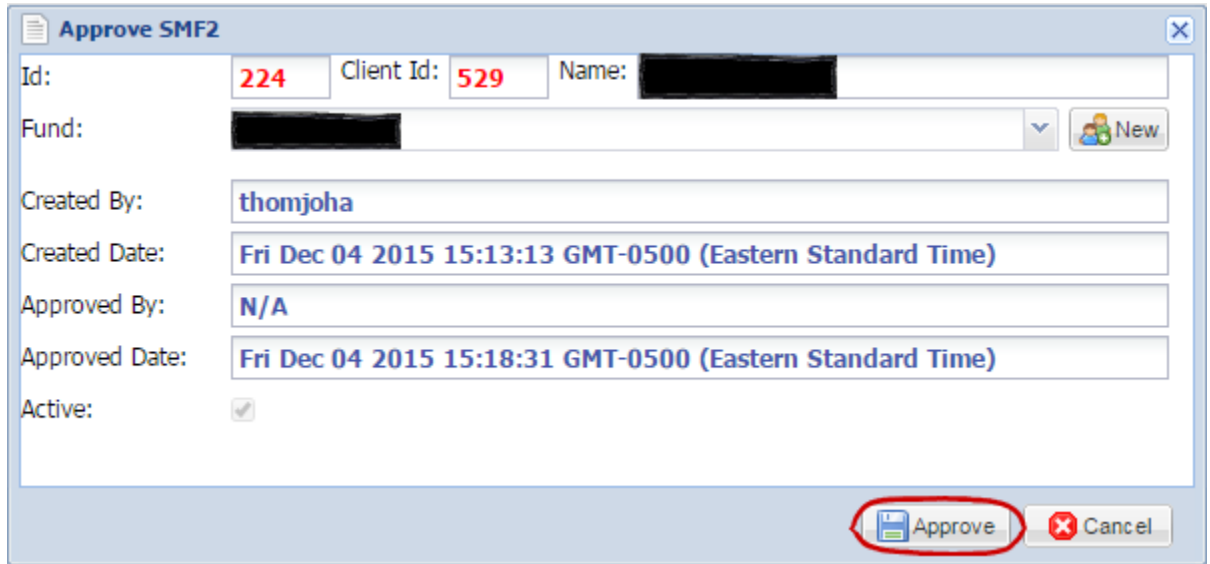 Approve SMF2
Id: 224 Client Id: 529 Name:
Fund: New
Created By: thomjoha
Created Date: Fri Dec 04 2015 15:13:13 GMT-0500 (Eastern Standard Time)
Approved By: N/A
Approved Date: Fri Dec 04 2015 15:18:31 GMT-0500 (Eastern Standard Time)
Active:
Approve Cancel